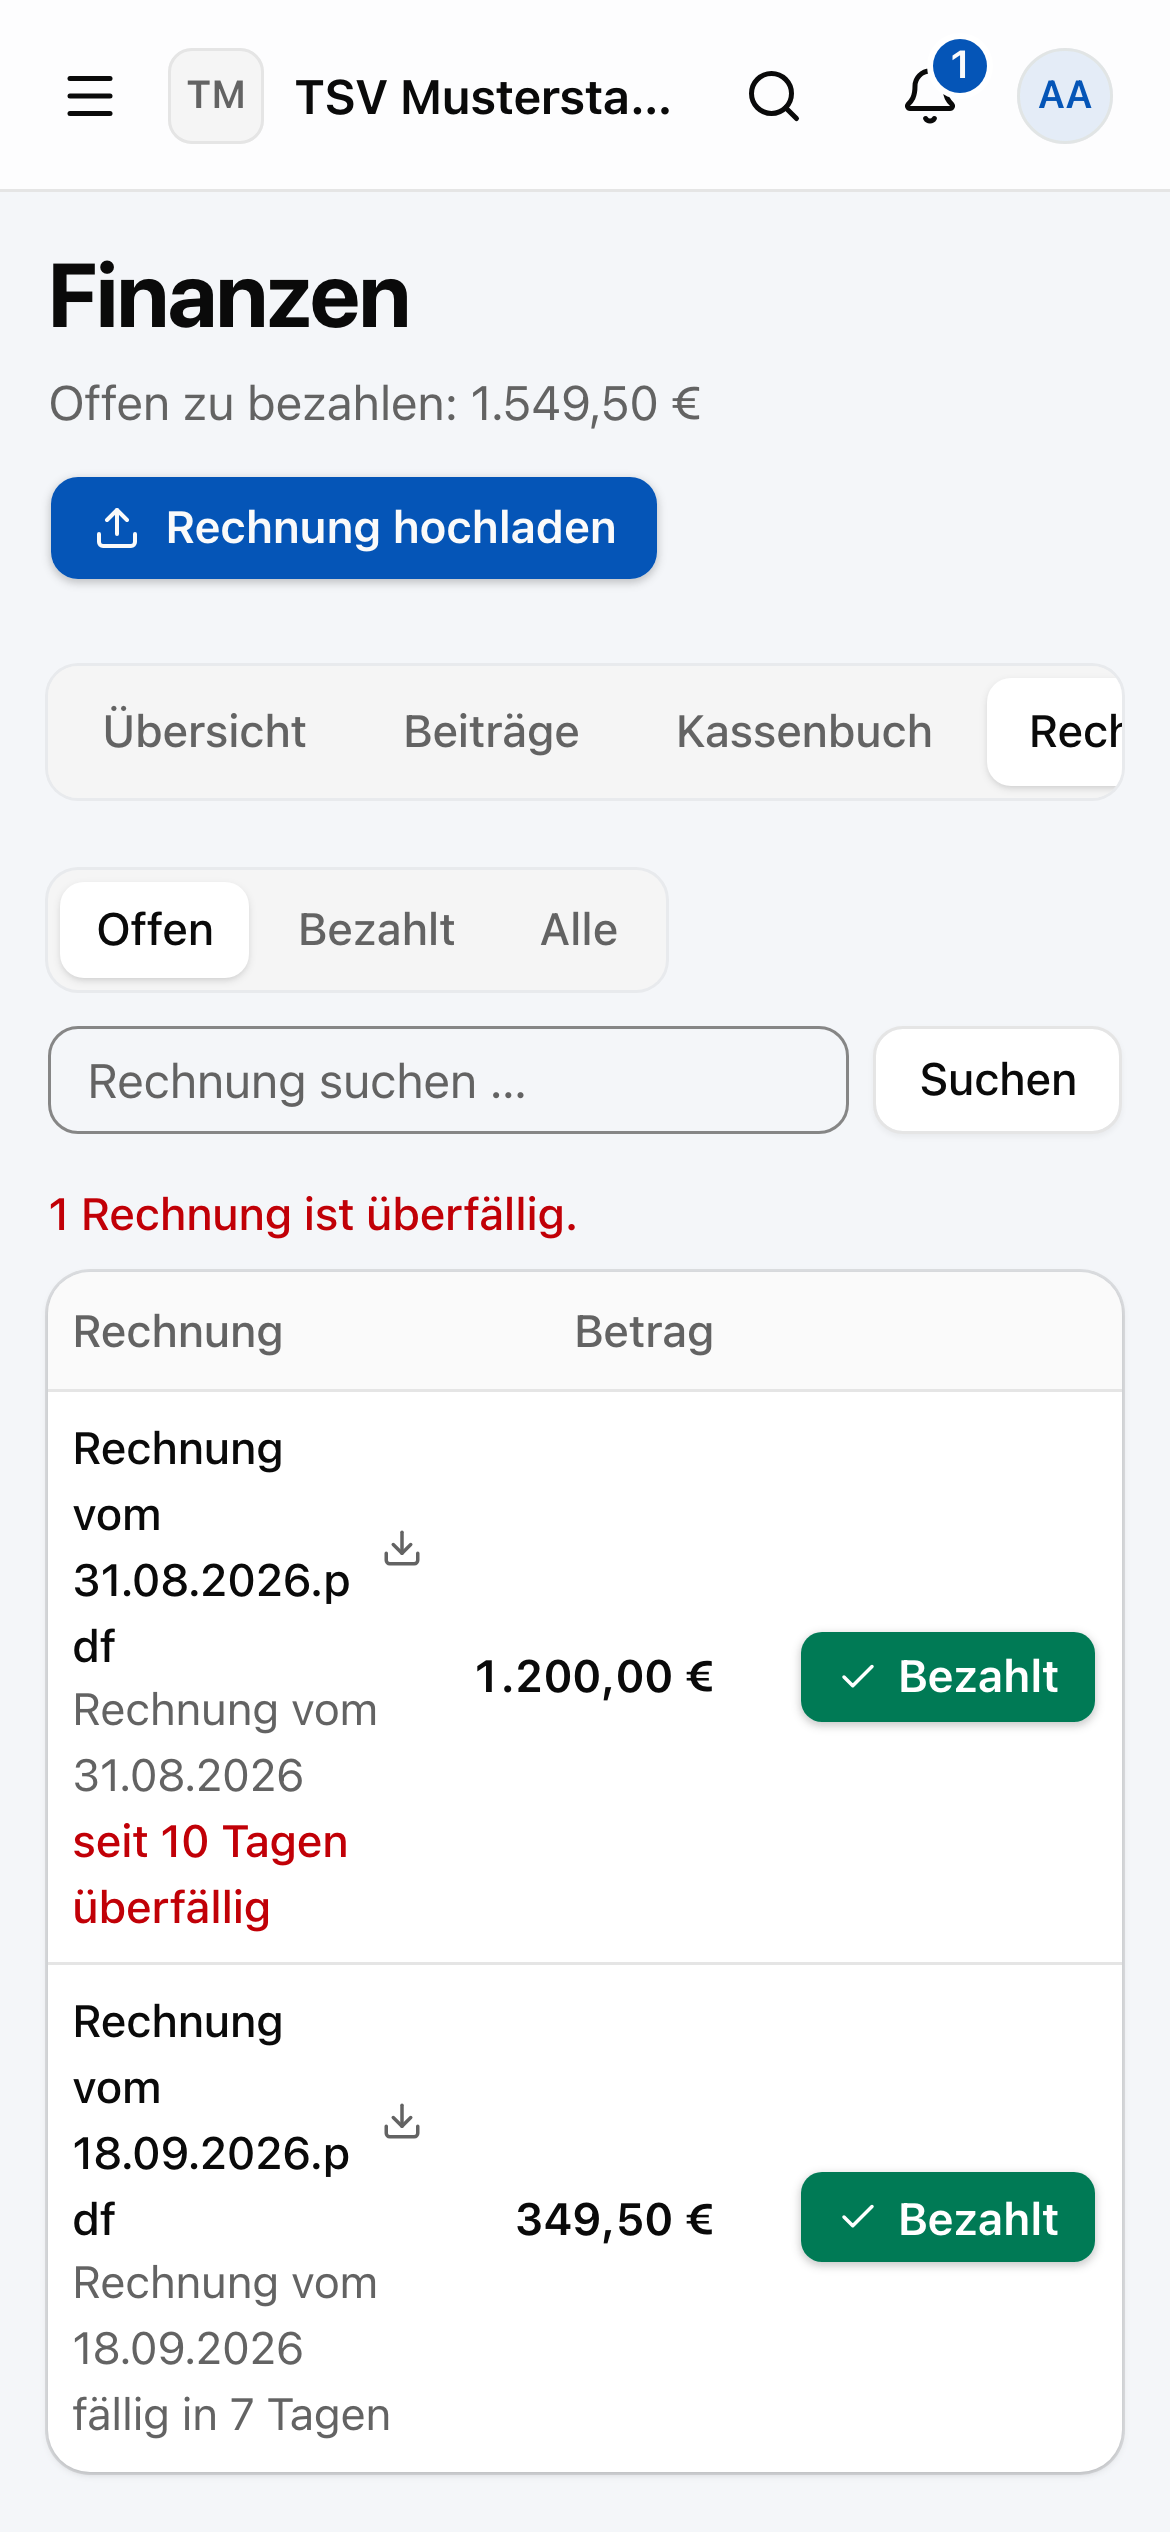 TM TSV Mustersta... 1 AA
Finanzen
Offen zu bezahlen: 1.549,50 €
Rechnung hochladen
Übersicht Beiträge Kassenbuch Rech
Offen Bezahlt Alle
Rechnung suchen ... Suchen
1 Rechnung ist überfällig.
Rechnung Betrag
Rechnung
vom
31.08.2026.p
df
Rechnung vom
31.08.2026
seit 10 Tagen
überfällig
1.200,00 € Bezahlt
Rechnung
vom
18.09.2026.p
df
Rechnung vom
18.09.2026
fällig in 7 Tagen
349,50 € Bezahlt